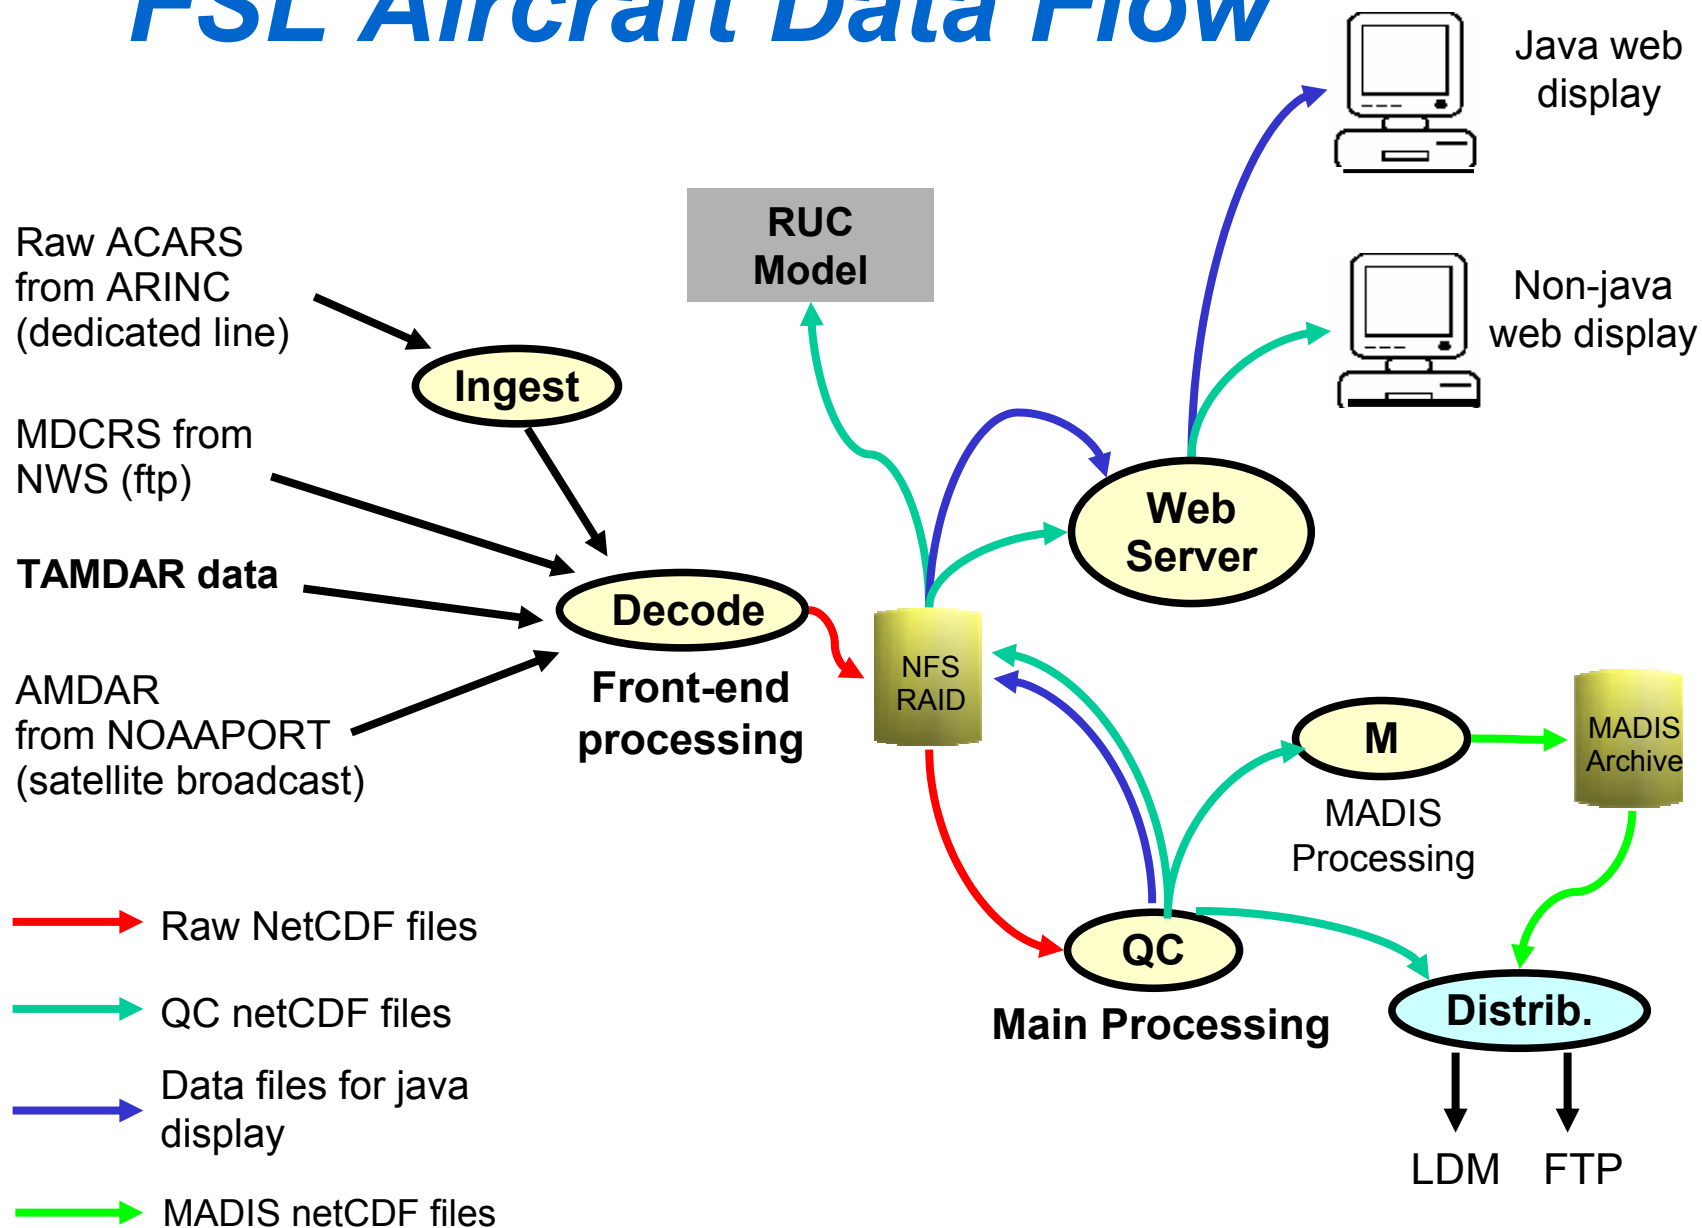 FSL Aircraft Data Flow
Java web
display
RUC
Model
Raw ACARS
from ARINC
(dedicated line)
Non-java
web display
Ingest
MDCRS from
NWS (ftp)
Web
Server
TAMDAR data
Decode
Front-end
processing
NFS
RAID
AMDAR
from NOAAPORT
(satellite broadcast)
M
MADIS
Processing
MADIS
Archive
QC
Main Processing
Distrib.
LDM
FTP
Raw NetCDF files
QC netCDF files
Data files for java
display
MADIS netCDF files